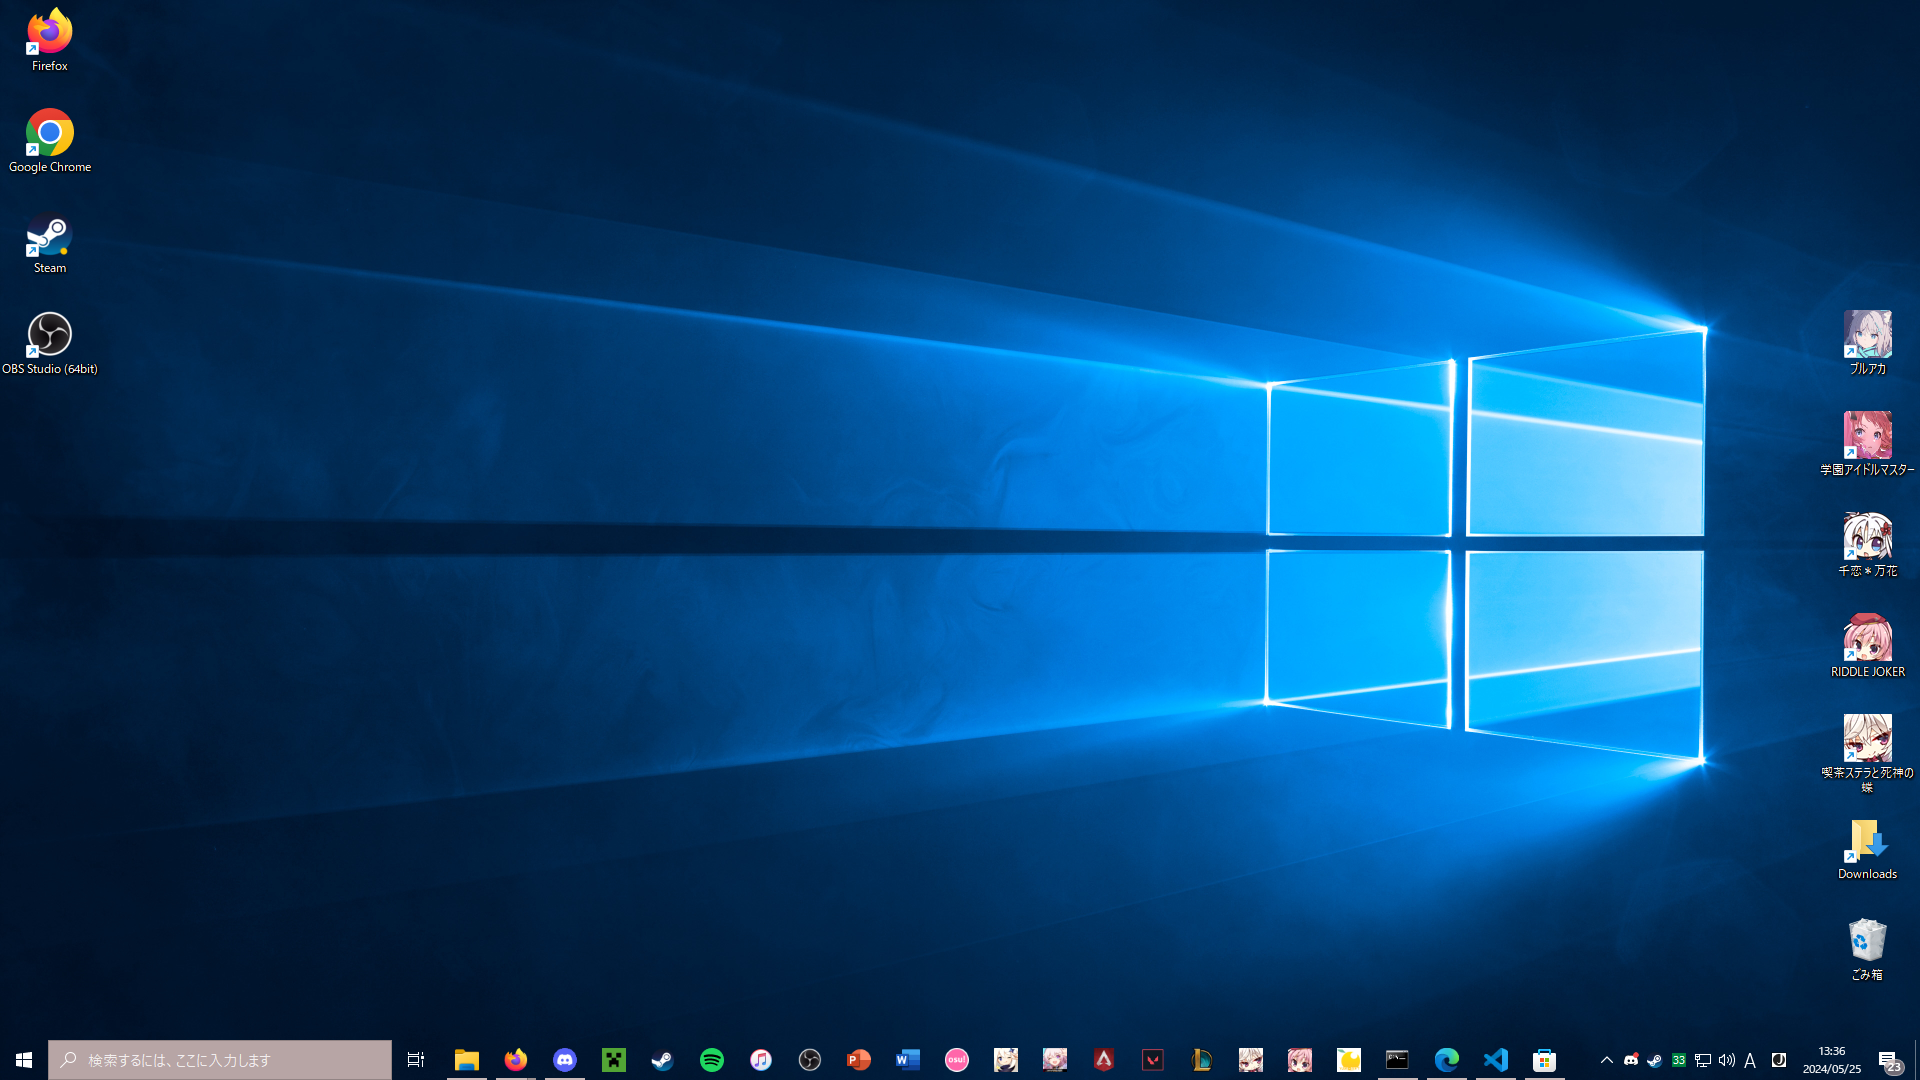 Firefox
Google Chrome
Steam
OBS Studio (64bit)
ブルアカ
学園アイドルマスター
千恋＊万花
RIDDLE JOKER
喫茶ステラと死神の
蝶
Downloads
ごみ箱
検索するには、ここに入力します
osu!
33
A
13:36
2024/05/25
23